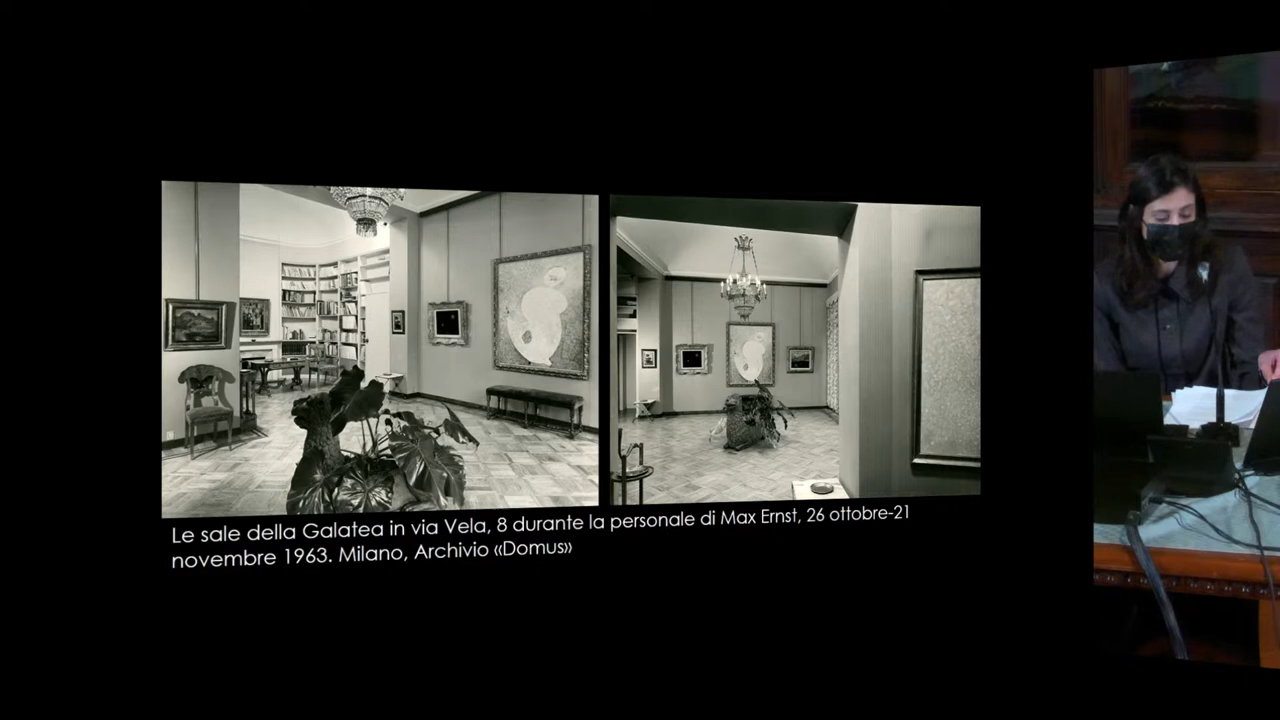 Le sale della Galatea in via Vela, 8 durante la personale di Max Ernst, 26 ottobre-21
novembre 1963. Milano, Archivio «Domus»